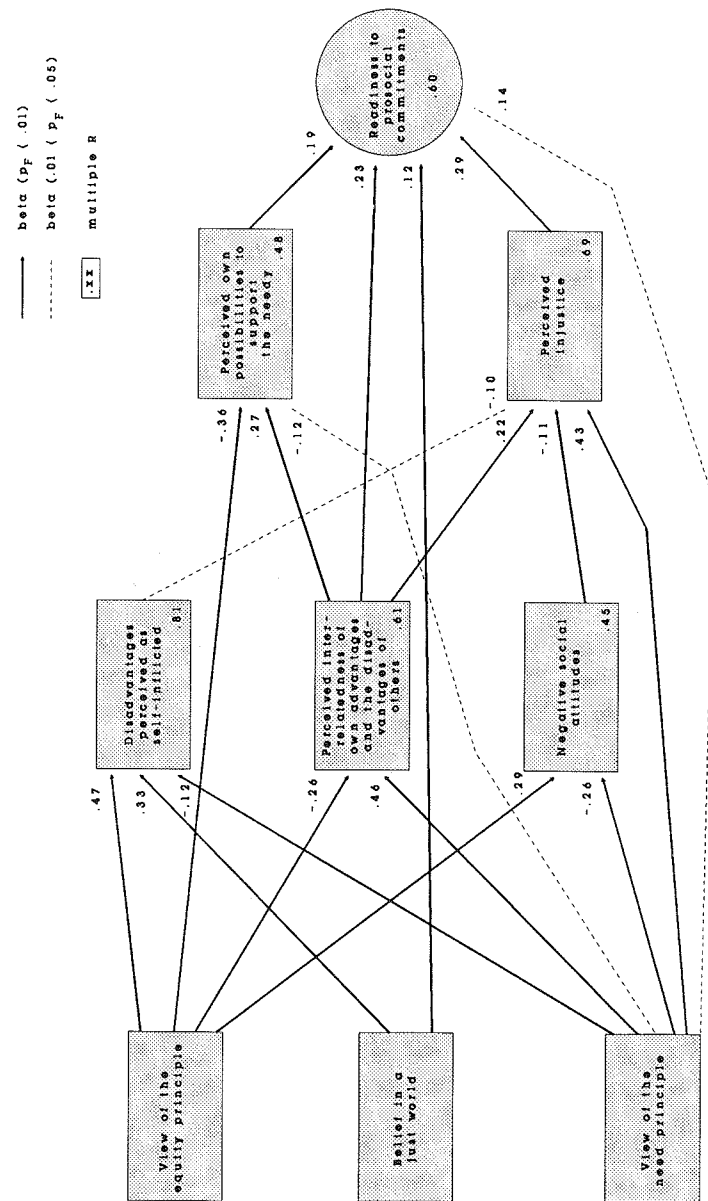 beta (p_F ( .01)
beta (.01 ( p_F ( .05)
.xx multiple R
View of the
equity principle
Belief in a
just world
View of the
need principle
.47
.33
-.12
Disadvantages
perceived as
self-inflicted
.81
-.26
.46
Perceived inter-
relatedness of
own advantages
and the disad-
vantages of
others
.61
.29
-.26
Negative social
attitudes
.45
-.36
.27
-.12
Perceived own
possibilities to
support
the needy
.48
-.10
.22
-.11
.43
Perceived
injustice
.69
.19
.23
.12
.29
.14
Readiness to
prosocial
commitments
.60